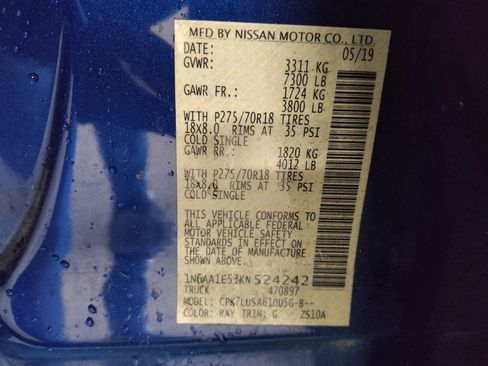 MFD BY NISSAN MOTOR CO., LTD.
DATE: 05/19
GVWR: 3311 KG
7300 LB
GAWR FR.: 1724 KG
3800 LB
WITH P275/70R18 TIRES
18X8.0 RIMS AT 35 PSI
COLD SINGLE
GAWR RR.: 1820 KG
4012 LB
WITH P275/70R18 TIRES
18X8.0 RIMS AT 35 PSI
COLD SINGLE
THIS VEHICLE CONFORMS TO
ALL APPLICABLE FEDERAL
MOTOR VEHICLE SAFETY
STANDARDS IN EFFECT ON THE
DATE OF MANUFACTURE
SHOWN ABOVE.
1N6AA1E53KN 524242
TRUCK 470897
MODEL: CPK7LUSA61DU5G-B--
COLOR: RAY TRIM: G ZS10A